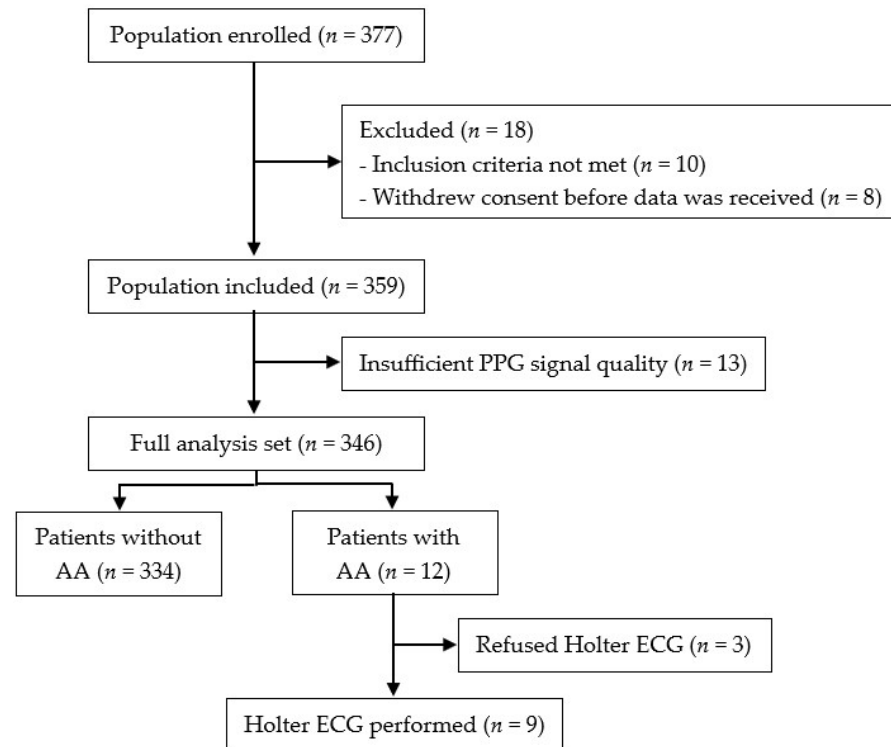 Population enrolled (n = 377)
Excluded (n = 18)
- Inclusion criteria not met (n = 10)
- Withdrew consent before data was received (n = 8)
Population included (n = 359)
Insufficient PPG signal quality (n = 13)
Full analysis set (n = 346)
Patients without
AA (n = 334)
Patients with
AA (n = 12)
Refused Holter ECG (n = 3)
Holter ECG performed (n = 9)